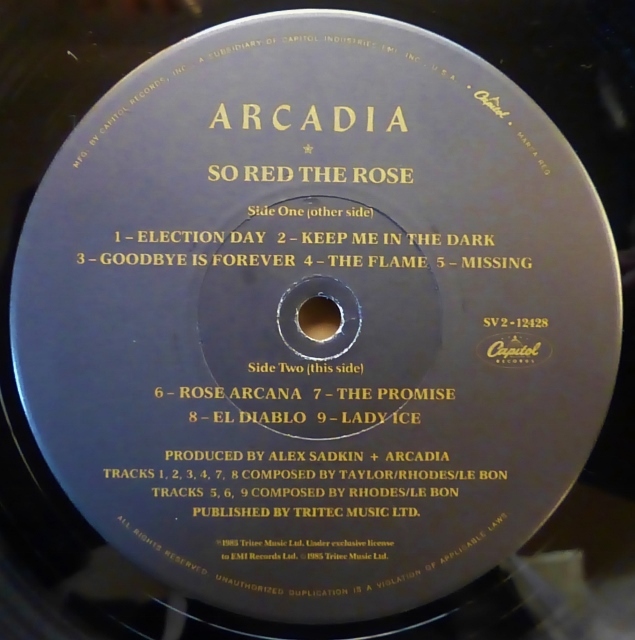 MFG. BY CAPITOL RECORDS, INC., A SUBSIDIARY OF CAPITOL INDUSTRIES-EMI, INC., U.S.A. • Capitol • MARCA REG.
ARCADIA
*
SO RED THE ROSE
Side One (other side)
1 – ELECTION DAY 2 – KEEP ME IN THE DARK
3 – GOODBYE IS FOREVER 4 – THE FLAME 5 – MISSING
SV 2 - 12428
Capitol
RECORDS
Side Two (this side)
6 – ROSE ARCANA 7 – THE PROMISE
8 – EL DIABLO 9 – LADY ICE
PRODUCED BY ALEX SADKIN + ARCADIA
TRACKS 1, 2, 3, 4, 7, 8 COMPOSED BY TAYLOR/RHODES/LE BON
TRACKS 5, 6, 9 COMPOSED BY RHODES/LE BON
PUBLISHED BY TRITEC MUSIC LTD.
℗1985 Tritec Music Ltd. Under exclusive license
to EMI Records Ltd. ©1985 Tritec Music Ltd.
ALL RIGHTS RESERVED. UNAUTHORIZED DUPLICATION IS A VIOLATION OF APPLICABLE LAWS